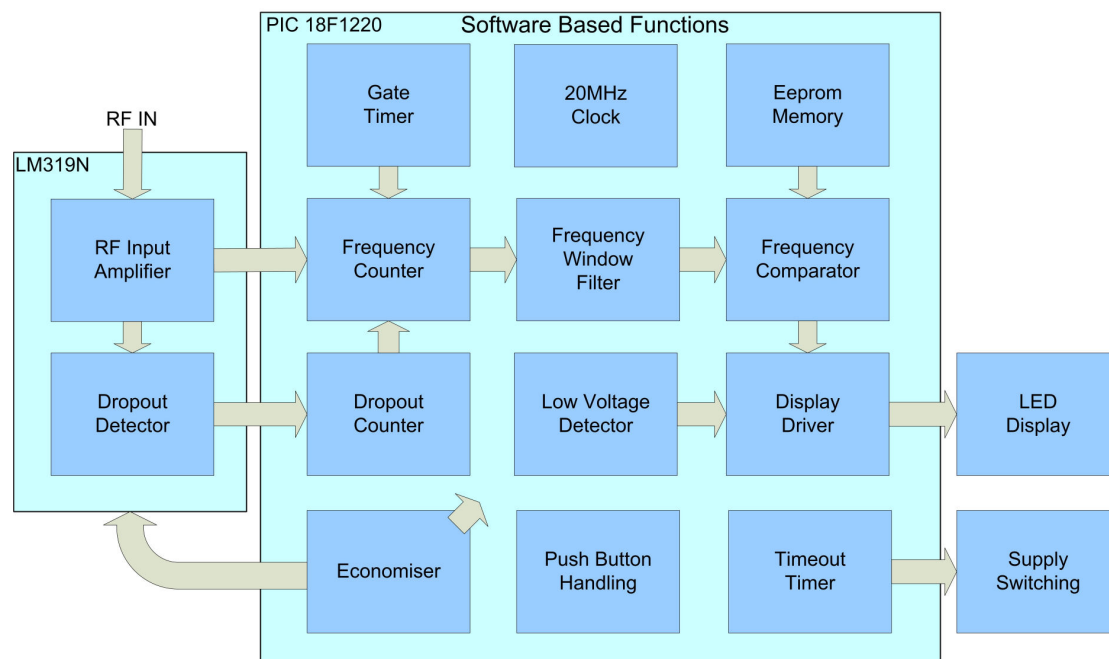 PIC 18F1220
Software Based Functions
Gate
Timer
20MHz
Clock
Eeprom
Memory
RF IN
LM319N
RF Input
Amplifier
Frequency
Counter
Frequency
Window
Filter
Frequency
Comparator
Dropout
Detector
Dropout
Counter
Low Voltage
Detector
Display
Driver
LED
Display
Economiser
Push Button
Handling
Timeout
Timer
Supply
Switching